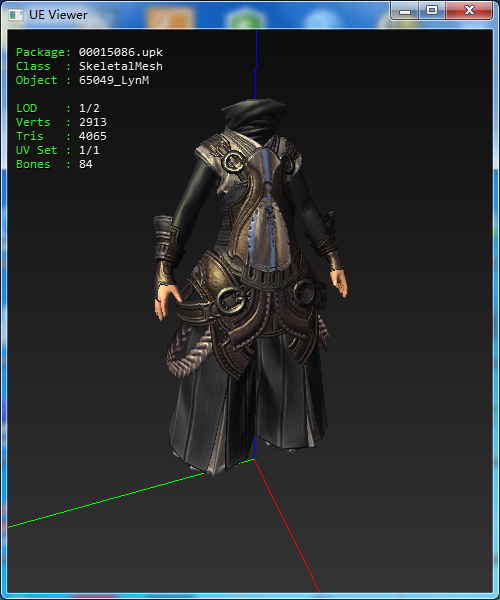 UE Viewer
Package: 00015086.upk
Class : SkeletalMesh
Object : 65049_LynM
LOD : 1/2
Verts : 2913
Tris : 4065
UV Set : 1/1
Bones : 84